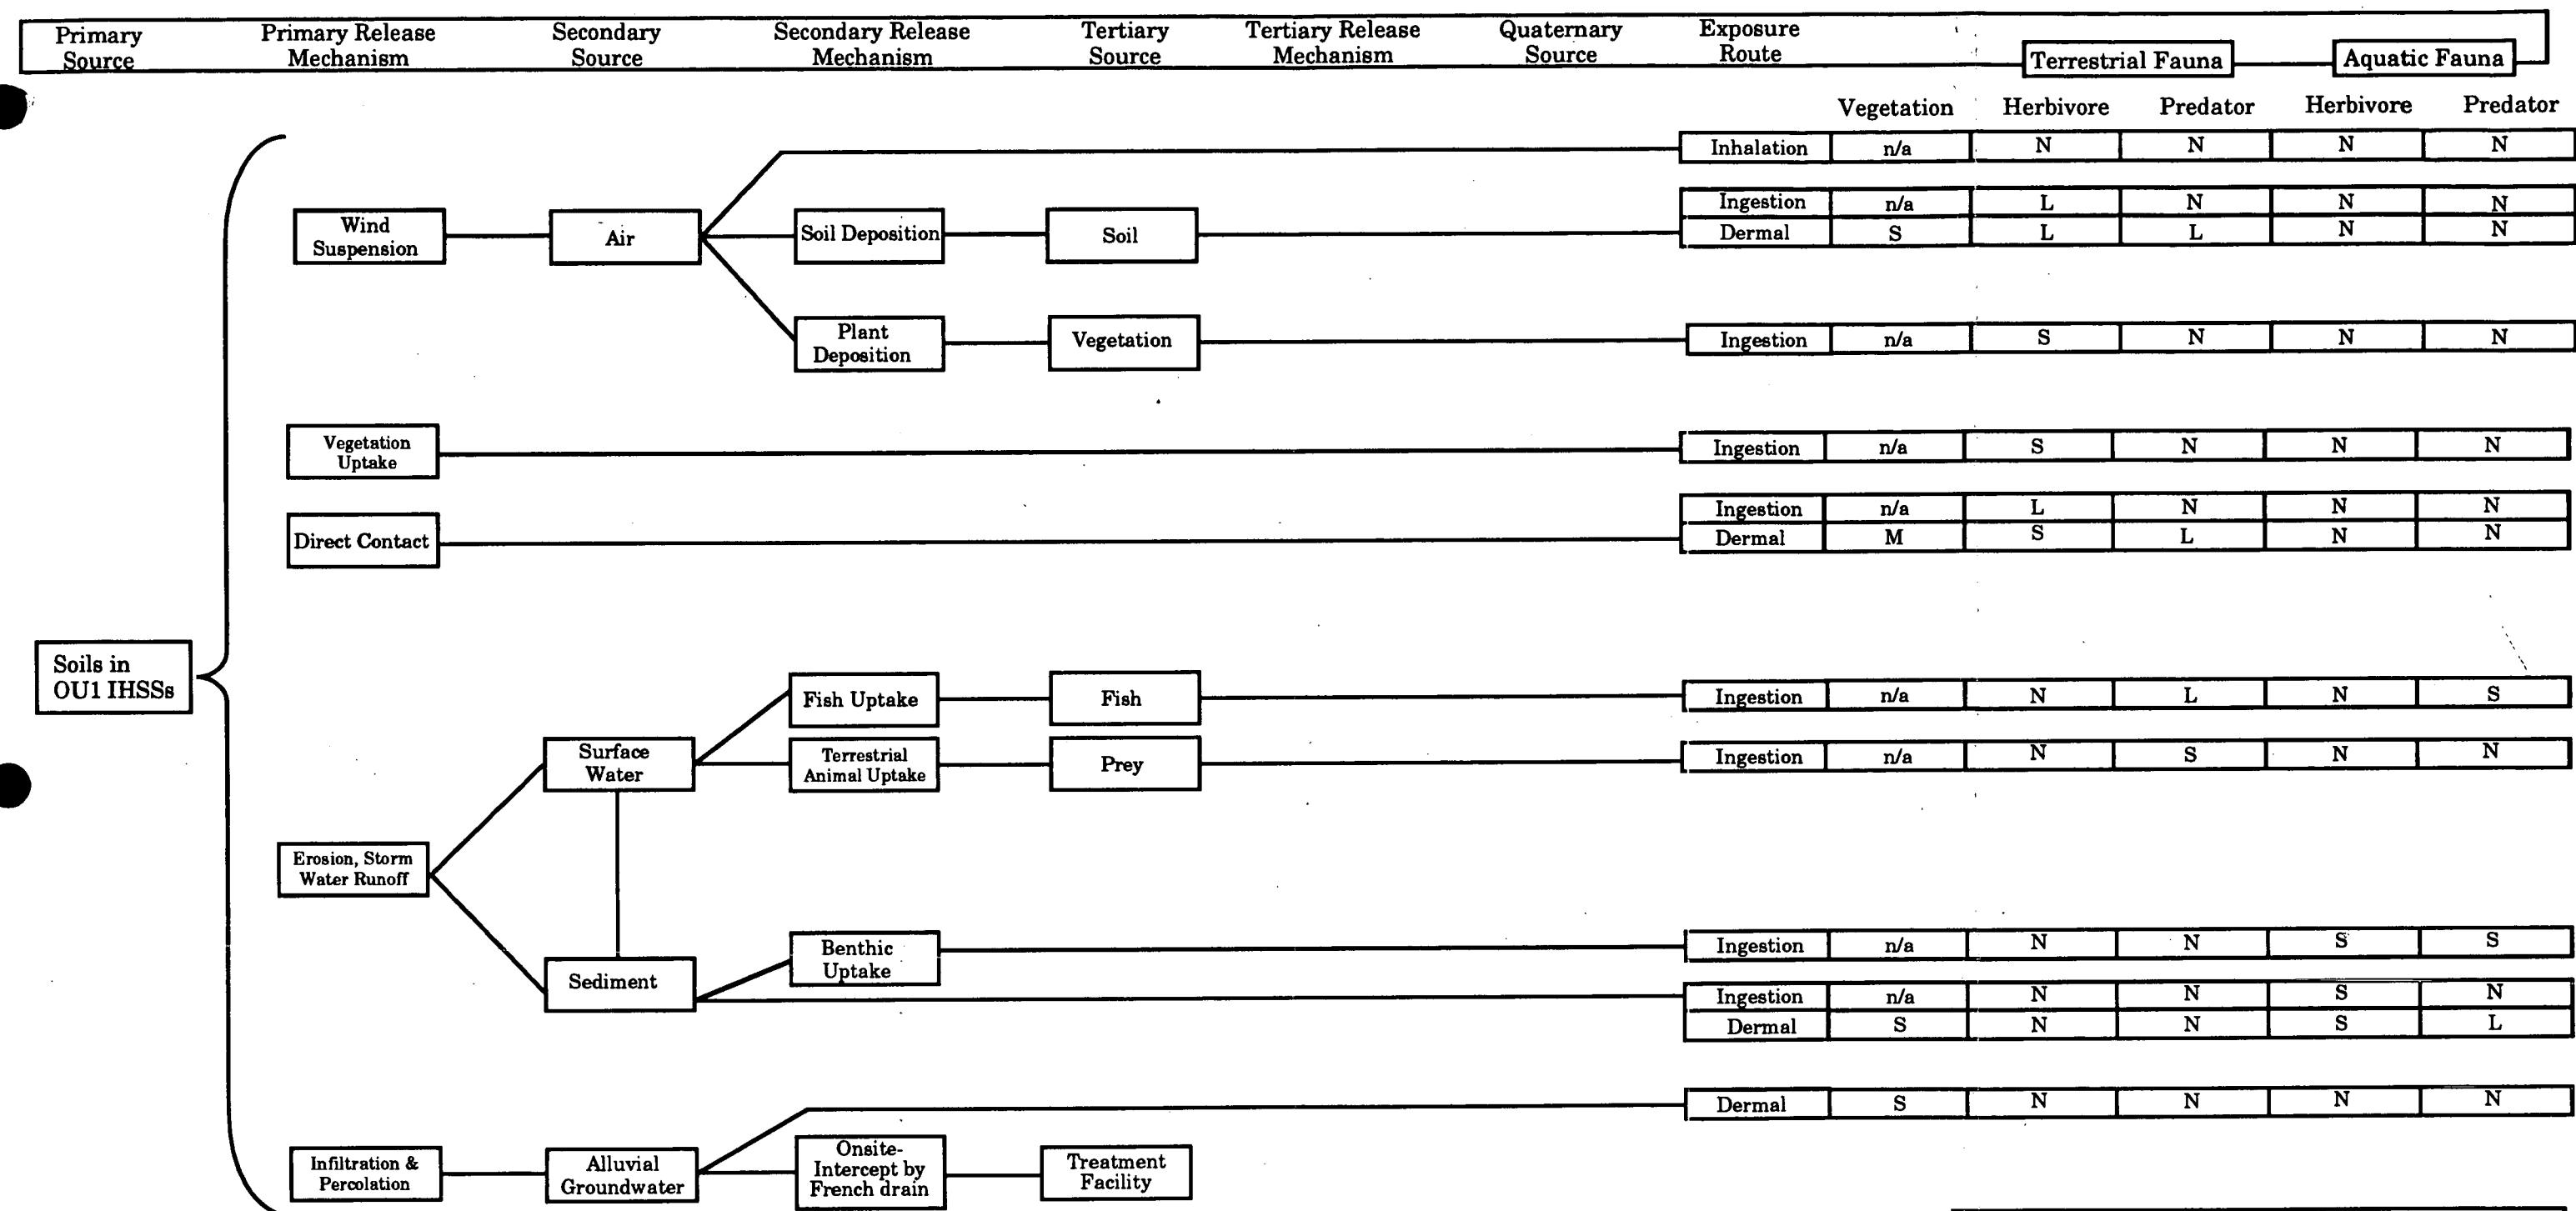 Primary Source
Primary Release Mechanism
Secondary Source
Secondary Release Mechanism
Tertiary Source
Tertiary Release Mechanism
Quaternary Source
Exposure Route
Terrestrial Fauna
Aquatic Fauna
Vegetation Herbivore Predator Herbivore Predator
Inhalation n/a N N N N
Wind
Suspension
Air
Soil Deposition
Soil
Ingestion n/a L N N N
Dermal S L L N N
Plant
Deposition
Vegetation
Ingestion n/a S N N N
Vegetation
Uptake
Ingestion n/a S N N N
Direct Contact
Ingestion n/a L N N N
Dermal M S L N N
Soils in
OU1 IHSSs
Fish Uptake
Fish
Ingestion n/a N L N S
Surface
Water
Terrestrial
Animal Uptake
Prey
Ingestion n/a N S N N
Erosion, Storm
Water Runoff
Benthic
Uptake
Ingestion n/a N N S S
Sediment
Ingestion n/a N N S N
Dermal S N N S L
Dermal S N N N N
Infiltration &
Percolation
Alluvial
Groundwater
Onsite-
Intercept by
French drain
Treatment
Facility